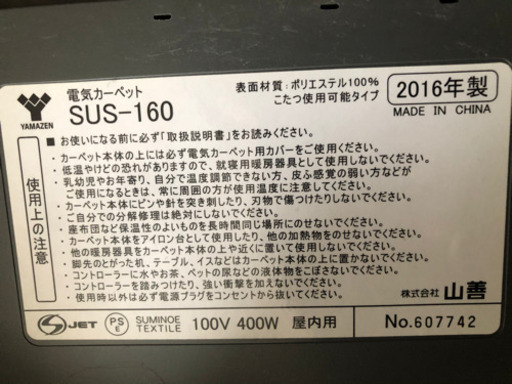 YAMAZEN
電気カーペット
SUS-160
表面材質：ポリエステル100%
こたつ使用可能タイプ
2016年製
MADE IN CHINA
■お使いになる前に必ず「取扱説明書」をお読みください。
使用上の注意
・カーペット本体の上には必ず電気カーペット用カバーをご使用ください。
・低温やけどの恐れがありますので、就寝用暖房器具として使用しないでください。
・乳幼児やお年寄り、自分で温度調節できない方、皮ふ感覚の弱い方などが
ご使用になるときは、常に周囲の方が使用温度に注意してください。
・カーペット本体にピンや針を突き刺したり、刃物で傷つけたりしないでください。
・ご自分での分解修理は絶対にしないでください。
・座布団など保温性のよいものを長時間同じ場所にのせないでください。
・カーペット本体をアイロン台として使用したり、他の加熱物をのせないでください。
・他の暖房器具をカーペット本体の上や近くに置いて使用しないでください。
・脚先のとがった机、テーブル、イスなどはカーペット本体の上に置かないでください。
・コントローラーに水やお茶、ペットの尿などの液体物をこぼさないでください。
・コントローラーを踏みつけたり、強い衝撃を加えないでください。
・使用時以外は必ず電源プラグをコンセントから抜いてください。
株式会社 山善
S JET
PS
E
SUMINOE
TEXTILE
100V 400W 屋内用
No.607742